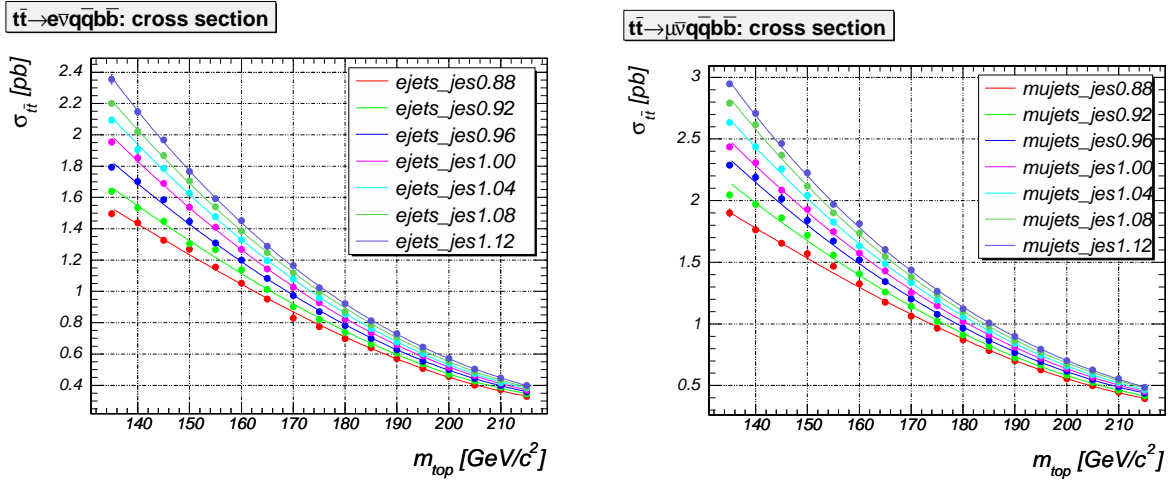 tt̄→eν̄qq̄bb̄: cross section
σtt̄ [pb]
2.4
2.2
2
1.8
1.6
1.4
1.2
1
0.8
0.6
0.4
ejets_jes0.88
ejets_jes0.92
ejets_jes0.96
ejets_jes1.00
ejets_jes1.04
ejets_jes1.08
ejets_jes1.12
140 150 160 170 180 190 200 210
mtop [GeV/c²]
tt̄→μν̄qq̄bb̄: cross section
σtt̄ [pb]
3
2.5
2
1.5
1
0.5
mujets_jes0.88
mujets_jes0.92
mujets_jes0.96
mujets_jes1.00
mujets_jes1.04
mujets_jes1.08
mujets_jes1.12
140 150 160 170 180 190 200 210
mtop [GeV/c²]